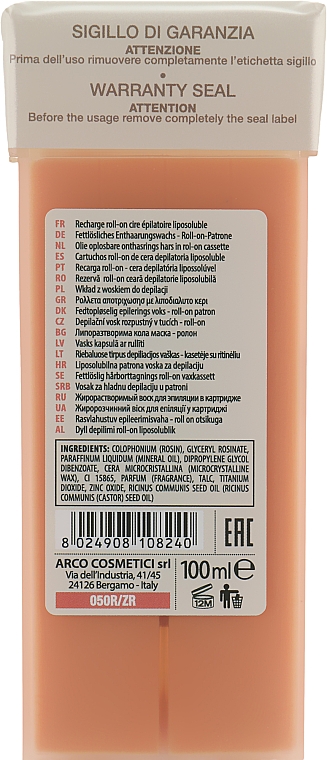 SIGILLO DI GARANZIA
ATTENZIONE
Prima dell'uso rimuovere completamente l'etichetta sigillo
•
WARRANTY SEAL
ATTENTION
Before the usage remove completely the seal label
FR Recharge roll-on cire épilatoire liposoluble
DE Fettlösliches Enthaarungswachs - Roll-on-Patrone
NL Olie oplosbare onthasrings hars in roll-on cassette
ES Cartuchos roll-on de cera depilatoria liposoluble
PT Recarga roll-on - cera depilatória lipossolúvel
RO Rezervă roll-on ceară depilatorie liposolubilă
PL Wkład z woskiem do depilacji
GR Ρολλετα αποτριχωσησ με λιποδιαλυτο κερι
DK Fedtopløselig epilerings voks - roll-on patron
CZ Depilační vosk rozpustný v tucích - roll-on
BG Липоразтворима кола маска - ролон
LV Vasks kapsulā ar rullīti
LT Riebaluose tirpus depiliacijos vaškas - kasetėje su ritinėliu
HR Liposolubilna patrona voska za depilaciju
SE Fettlöslig hårborttagnings roll-on vaxkassett
SRB Vosak za hladnu depilaciju u patroni
RU Жирорастворимый воск для эпиляции в картридже
UA Жиророзчинний віск для епіляції у картриджі
EE Rasvlahustuv epileerimisvaha - roll on otsikuga
AL Dyll depilimi roll-on liposolublik
INGREDIENTS: COLOPHONIUM (ROSIN), GLYCERYL ROSINATE,
PARAFFINUM LIQUIDUM (MINERAL OIL), DIPROPYLENE GLYCOL
DIBENZOATE, CERA MICROCRISTALLINA (MICROCRYSTALLINE
WAX), CI 15865, PARFUM (FRAGRANCE), TALC, TITANIUM
DIOXIDE, ZINC OXIDE, RICINUS COMMUNIS SEED OIL (RICINUS
COMMUNIS (CASTOR) SEED OIL)
8 024908 108240
EAC
ARCO COSMETICI srl
Via dell'Industria, 41/45
24126 Bergamo - Italy
100ml e
050R/ZR
12M